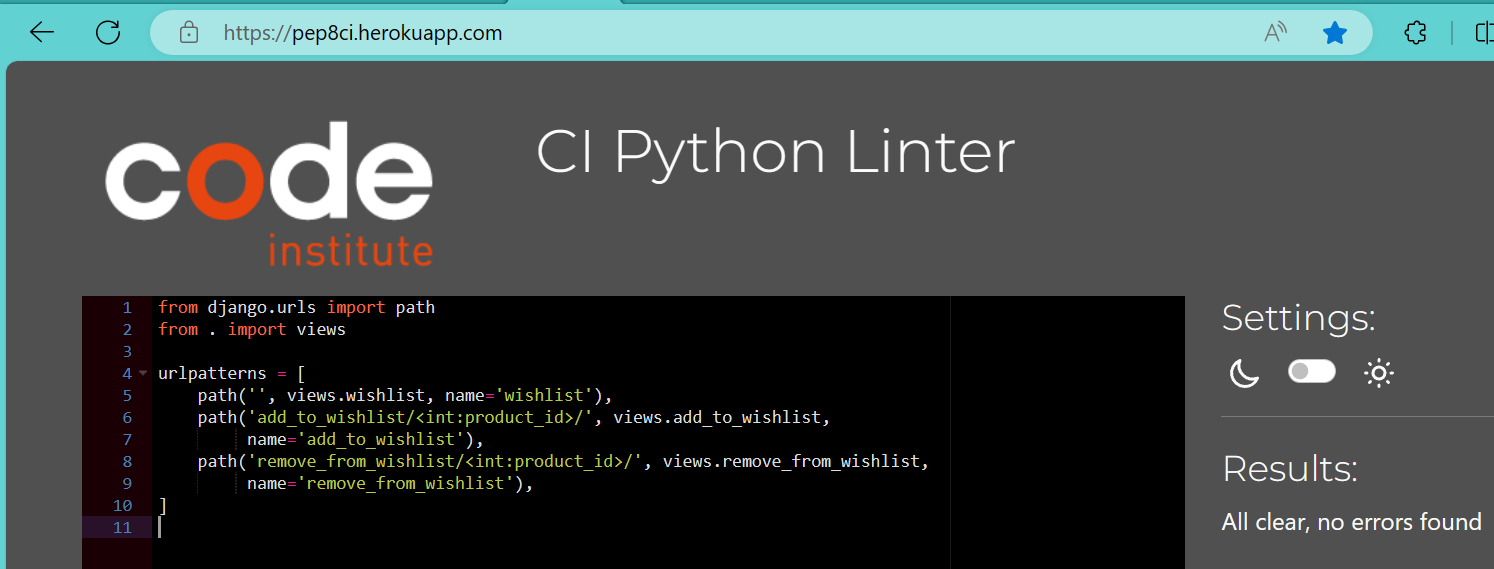 https://pep8ci.herokuapp.com
code
institute
CI Python Linter
1 from django.urls import path
2 from . import views
3
4 urlpatterns = [
5     path('', views.wishlist, name='wishlist'),
6     path('add_to_wishlist/<int:product_id>/', views.add_to_wishlist,
7          name='add_to_wishlist'),
8     path('remove_from_wishlist/<int:product_id>/', views.remove_from_wishlist,
9          name='remove_from_wishlist'),
10 ]
11
Settings:
Results:
All clear, no errors found